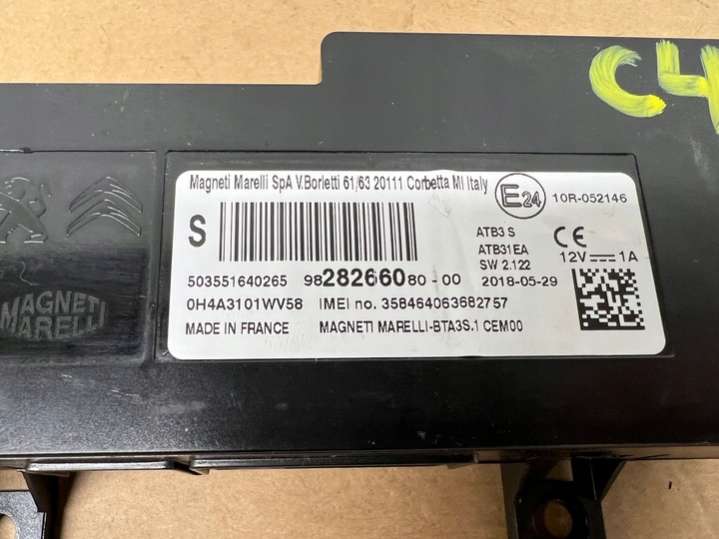 C4
Magneti Marelli SpA V.Borletti 61/63 20111 Corbetta MI Italy
E24
10R-052146
S
ATB3 S
ATB31EA
SW 2.122
CE
12V 1A
503551640265
9828266080-00
2018-05-29
0H4A3101WV58
IMEI no. 358464063682757
MADE IN FRANCE
MAGNETI MARELLI-BTA3S.1 CEM00
MAGNETI
MARELLI